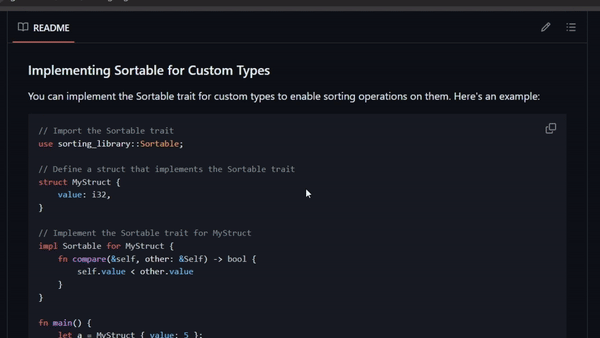 README
Implementing Sortable for Custom Types
You can implement the Sortable trait for custom types to enable sorting operations on them. Here's an example:
// Import the Sortable trait
use sorting_library::Sortable;
// Define a struct that implements the Sortable trait
struct MyStruct {
value: i32,
}
// Implement the Sortable trait for MyStruct
impl Sortable for MyStruct {
fn compare(&self, other: &Self) -> bool {
self.value < other.value
}
}
fn main() {
let a = MyStruct { value: 5 };